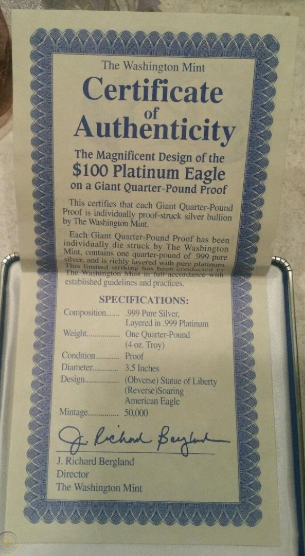 The Washington Mint
Certificate
of
Authenticity
The Magnificent Design of the
$100 Platinum Eagle
on a Giant Quarter-Pound Proof
This certifies that each Giant Quarter-Pound
Proof is individually proof-struck silver bullion
by The Washington Mint.
Each Giant Quarter-Pound Proof has been
individually die struck by The Washington
Mint, contains one quarter-pound of .999 pure
silver, and is richly layered with pure platinum.
This limited striking has been conducted by
The Washington Mint in full accordance with
established guidelines and practices.
SPECIFICATIONS:
Composition...... .999 Pure Silver,
Layered in .999 Platinum
Weight.............. One Quarter-Pound
(4 oz. Troy)
Condition.......... Proof
Diameter........... 3.5 Inches
Design............... (Obverse) Statue of Liberty
(Reverse)Soaring
American Eagle
Mintage............. 50,000
J. Richard Bergland
J. Richard Bergland
Director
The Washington Mint